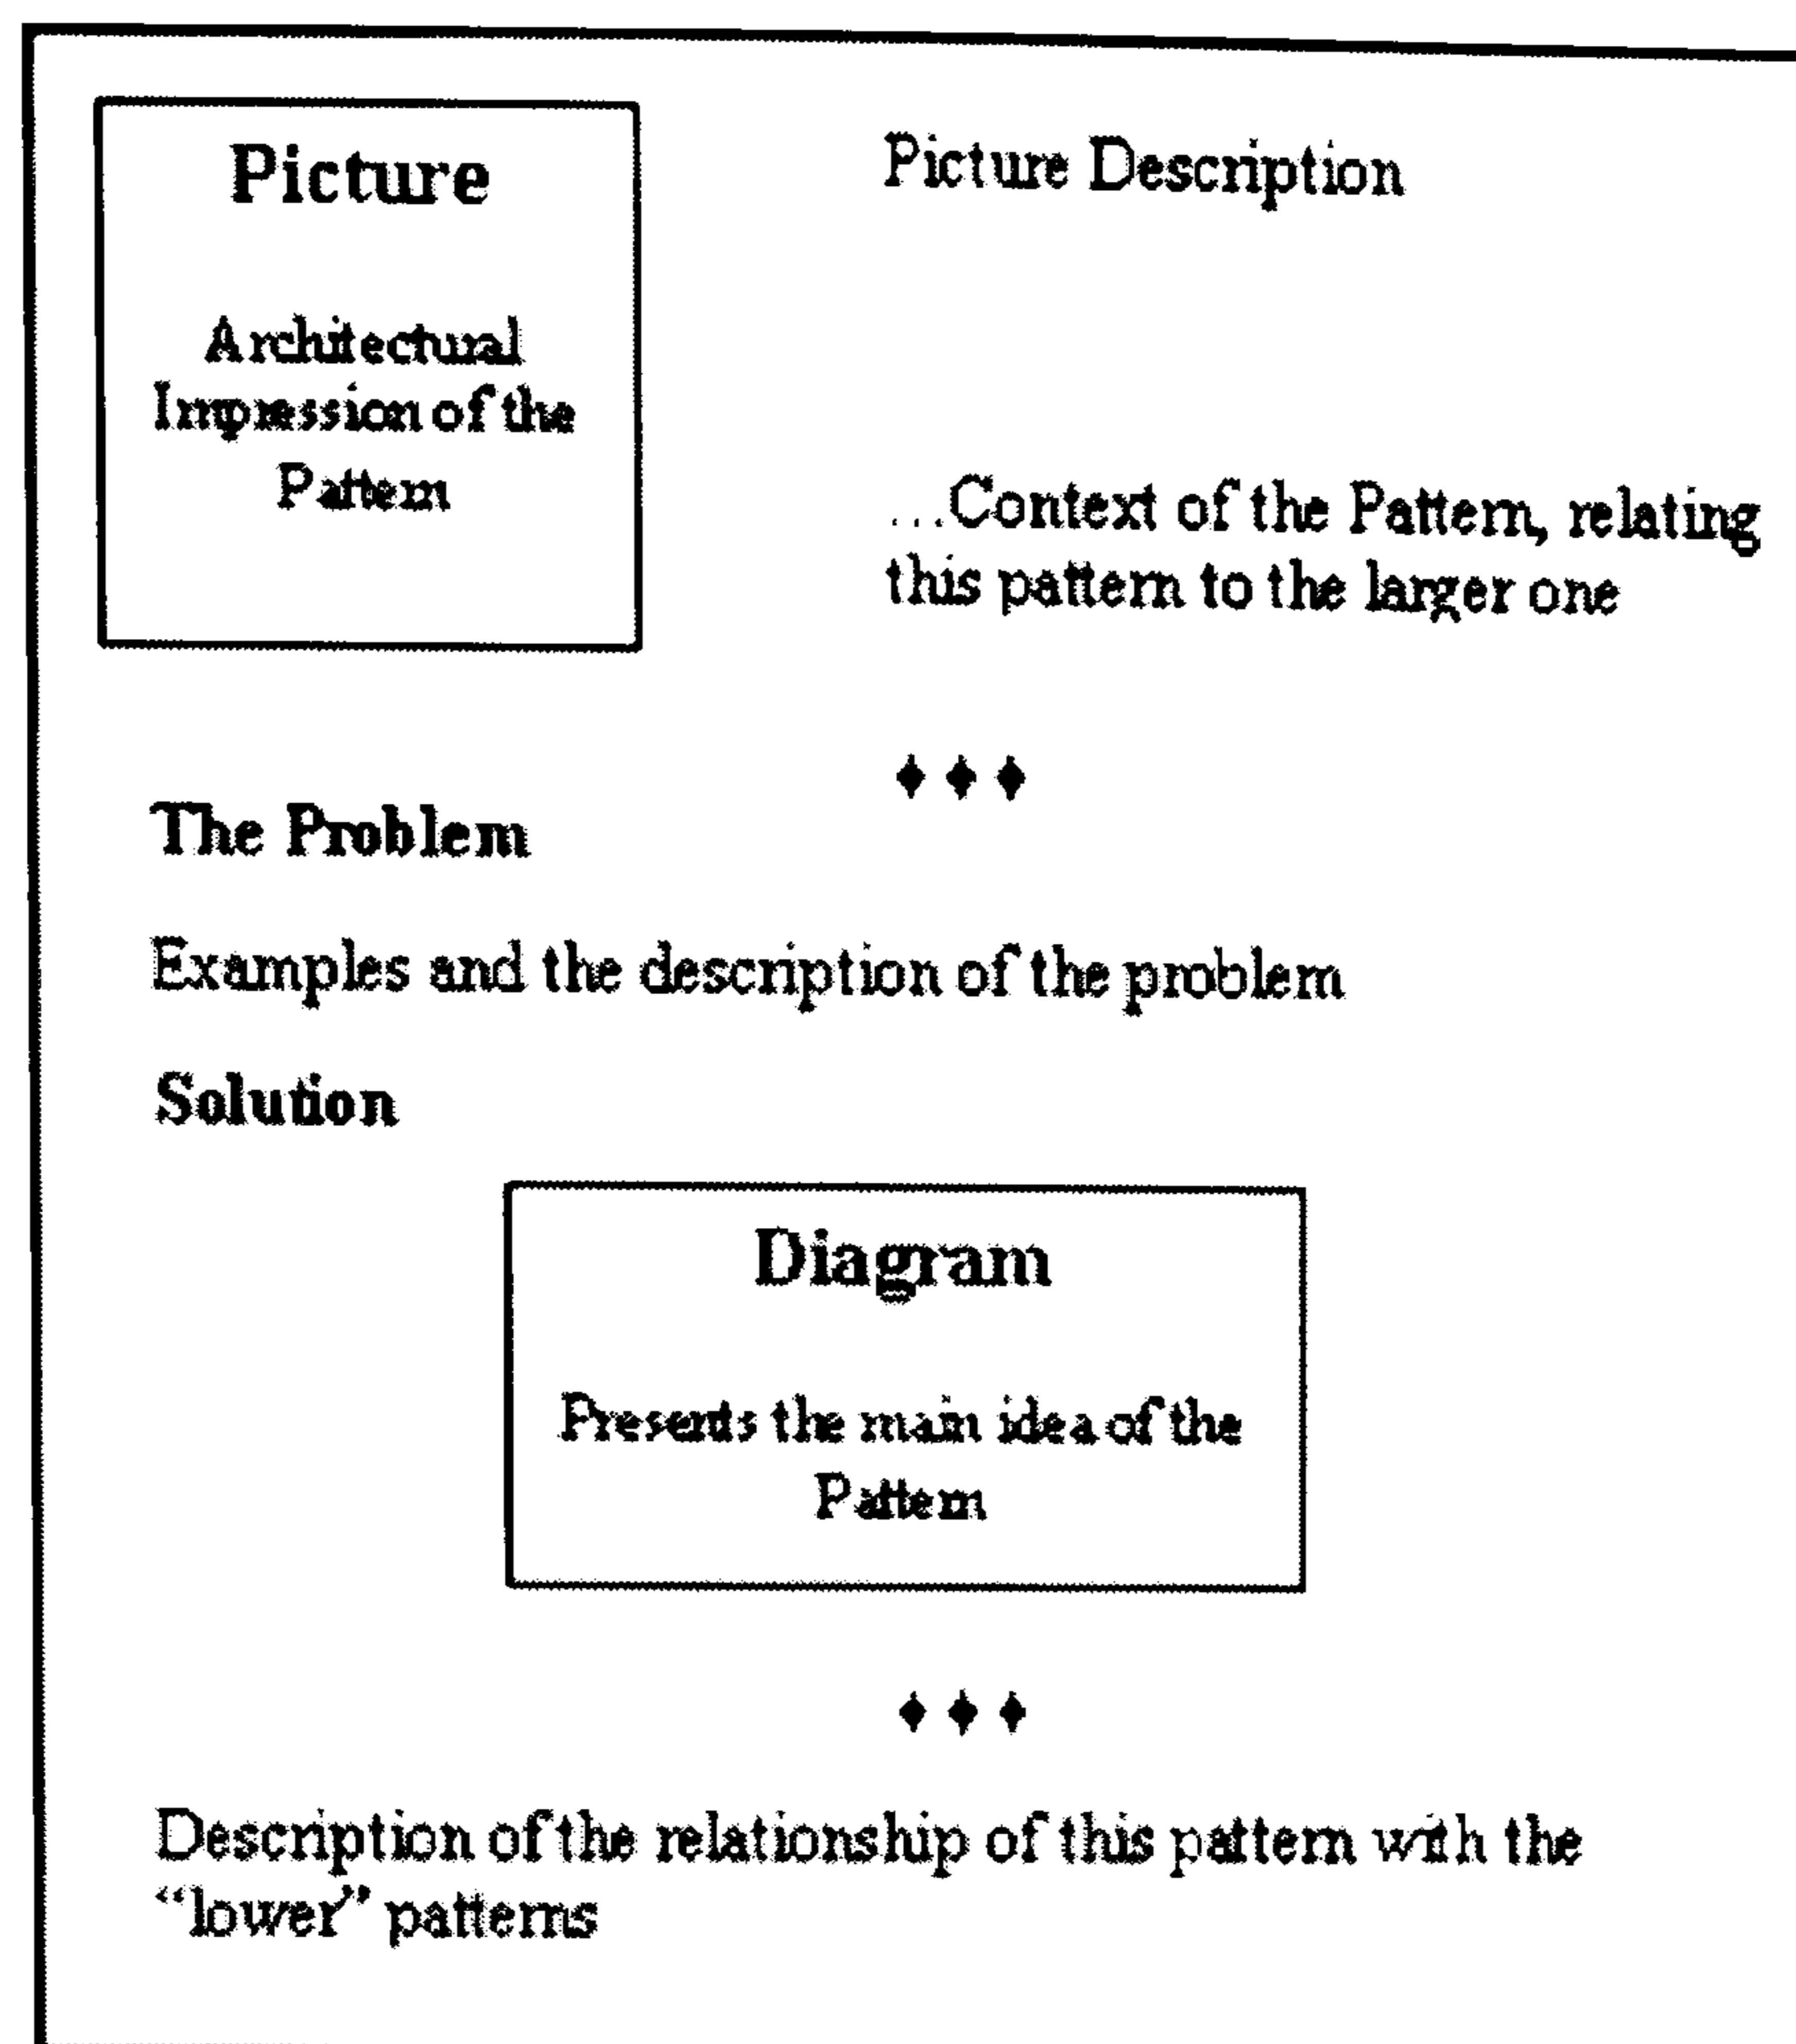 Picture
Architectural
Impression of the
Pattern
Picture Description
...Context of the Pattern, relating
this pattern to the larger one
♦ ♦ ♦
The Problem
Examples and the description of the problem
Solution
Diagram
Presents the main idea of the
Pattern
♦ ♦ ♦
Description of the relationship of this pattern with the
“lower” patterns